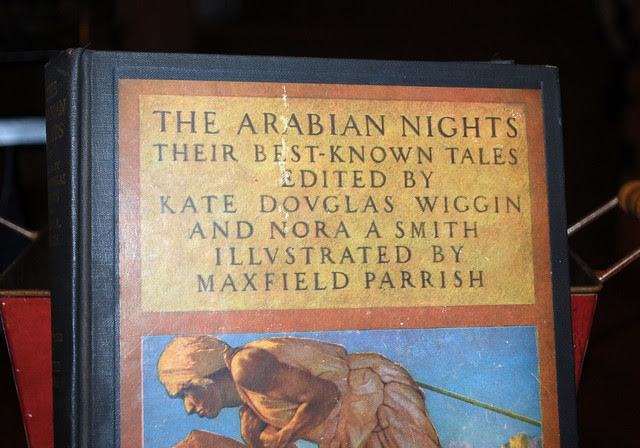 THE ARABIAN NIGHTS
THEIR BEST-KNOWN TALES
EDITED BY
KATE DOVGLAS WIGGIN
AND NORA A SMITH
ILLVSTRATED BY
MAXFIELD PARRISH